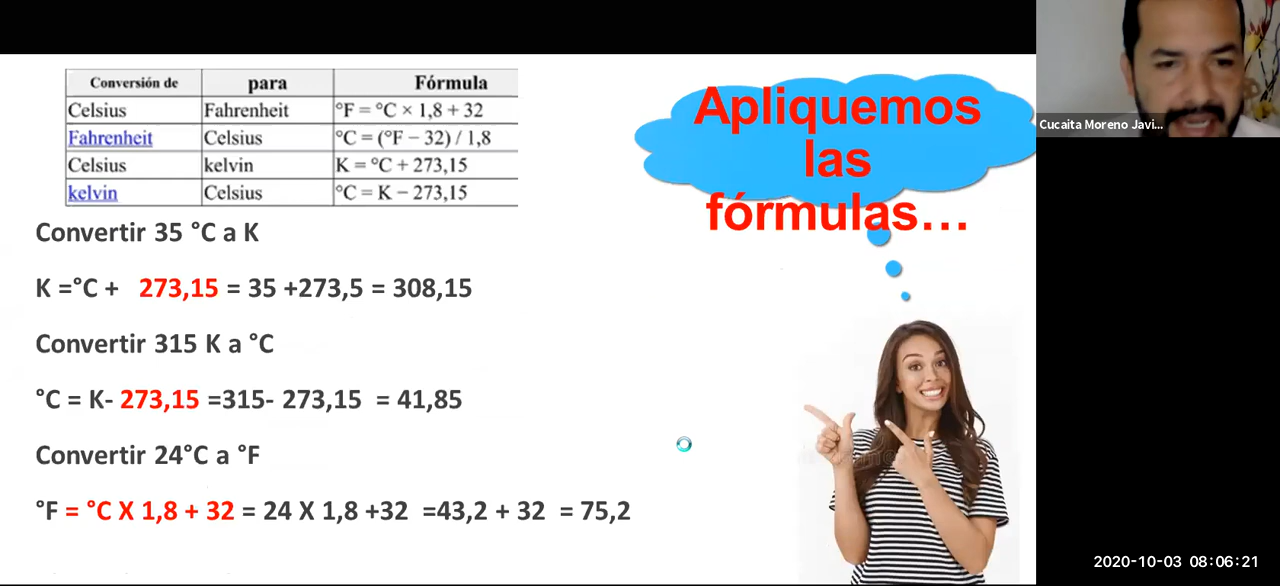 Conversión de para Fórmula
Celsius Fahrenheit °F = °C × 1,8 + 32
Fahrenheit Celsius °C = (°F − 32) / 1,8
Celsius kelvin K = °C + 273,15
kelvin Celsius °C = K − 273,15
Apliquemos
las
fórmulas...
Cucaita Moreno Javi...
Convertir 35 °C a K
K =°C + 273,15 = 35 +273,5 = 308,15
Convertir 315 K a °C
°C = K- 273,15 =315- 273,15 = 41,85
Convertir 24°C a °F
°F = °C X 1,8 + 32 = 24 X 1,8 +32 =43,2 + 32 = 75,2
2020-10-03 08:06:21